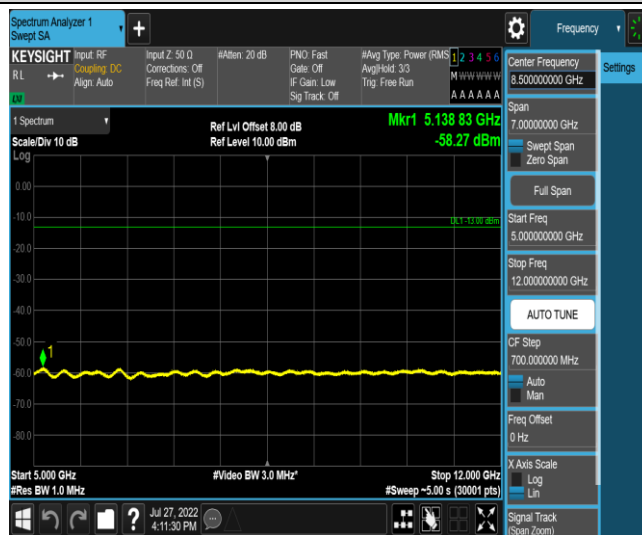 Spectrum Analyzer 1
Swept SA
+
Frequency
KEYSIGHT
RL
LXI
Input: RF
Coupling: DC
Align: Auto
Input Z: 50 Ω
Corrections: Off
Freq Ref: Int (S)
#Atten: 20 dB
PNO: Fast
Gate: Off
IF Gain: Low
Sig Track: Off
#Avg Type: Power (RMS
Avg|Hold: 3/3
Trig: Free Run
1 2 3 4 5 6
M W W W W W
A A A A A A
1 Spectrum
Scale/Div 10 dB
Log
Ref Lvl Offset 8.00 dB
Ref Level 10.00 dBm
Mkr1 5.138 83 GHz
-58.27 dBm
0.00
-10.0
DL1 -13.00 dBm
-20.0
-30.0
-40.0
-50.0
1
-60.0
-70.0
-80.0
Start 5.000 GHz
#Res BW 1.0 MHz
#Video BW 3.0 MHz*
Stop 12.000 GHz
#Sweep ~5.00 s (30001 pts)
?
Jul 27, 2022
4:11:30 PM
Center Frequency
8.500000000 GHz
Settings
Span
7.00000000 GHz
Swept Span
Zero Span
Full Span
Start Freq
5.000000000 GHz
Stop Freq
12.000000000 GHz
AUTO TUNE
CF Step
700.000000 MHz
Auto
Man
Freq Offset
0 Hz
X Axis Scale
Log
Lin
Signal Track
(Span Zoom)